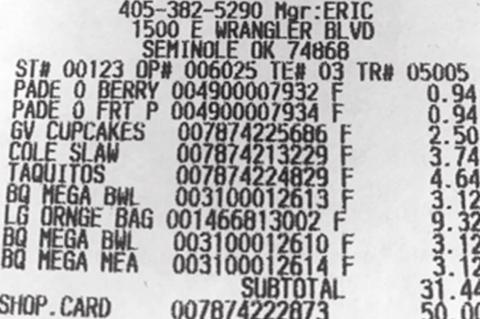 405-382-5290 Mgr:ERIC
1500 E WRANGLER BLVD
SEMINOLE OK 74868
ST# 00123 OP# 006025 TE# 03 TR# 05005
PADE O BERRY 004900007932 F 0.94
PADE O FRT P 004900007934 F 0.94
GV CUPCAKES 007874225686 F 2.50
COLE SLAW 007874213229 F 3.74
TAQUITOS 007874224829 F 4.64
BQ MEGA BWL 003100012613 F 3.12
LG ORNGE BAG 001466813002 F 9.32
BQ MEGA BWL 003100012610 F 3.12
BQ MEGA MEA 003100012614 F 3.12
SUBTOTAL 31.44
SHOP.CARD 007874222873 50.00